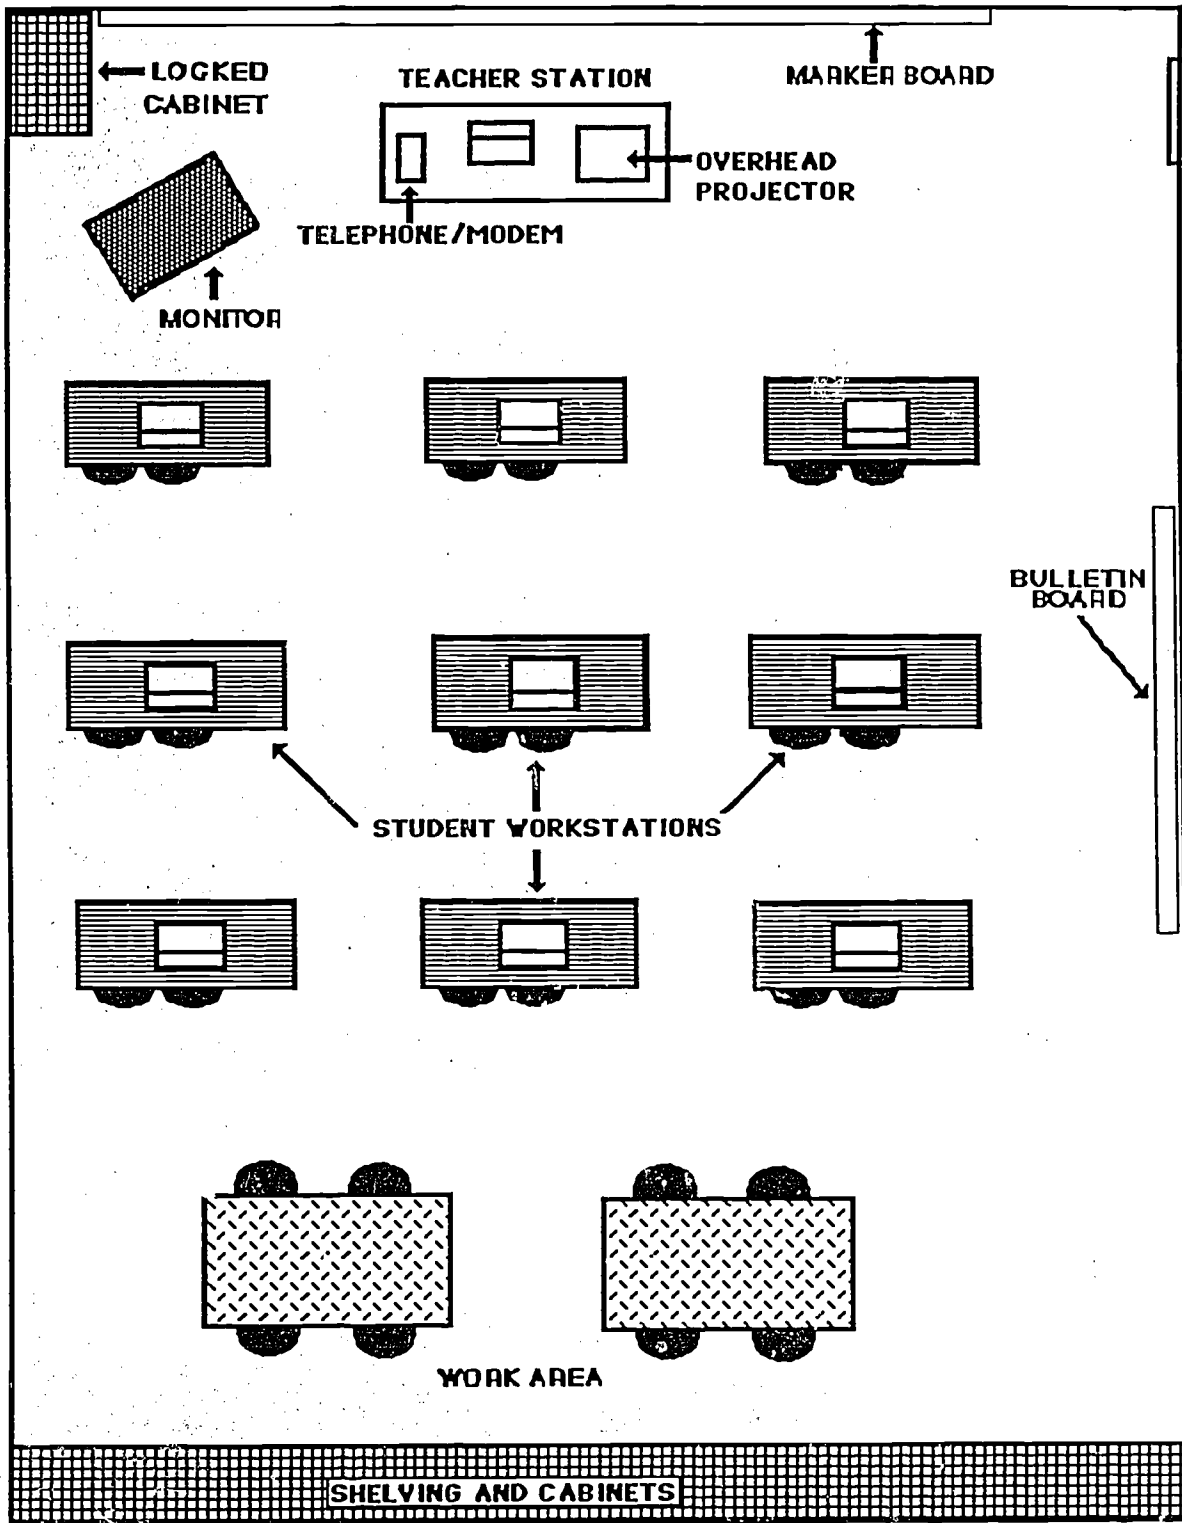 LOCKED
CABINET
TEACHER STATION
MARKER BOARD
OVERHEAD
PROJECTOR
TELEPHONE/MODEM
MONITOR
BULLETIN
BOARD
STUDENT WORKSTATIONS
WORK AREA
SHELVING AND CABINETS